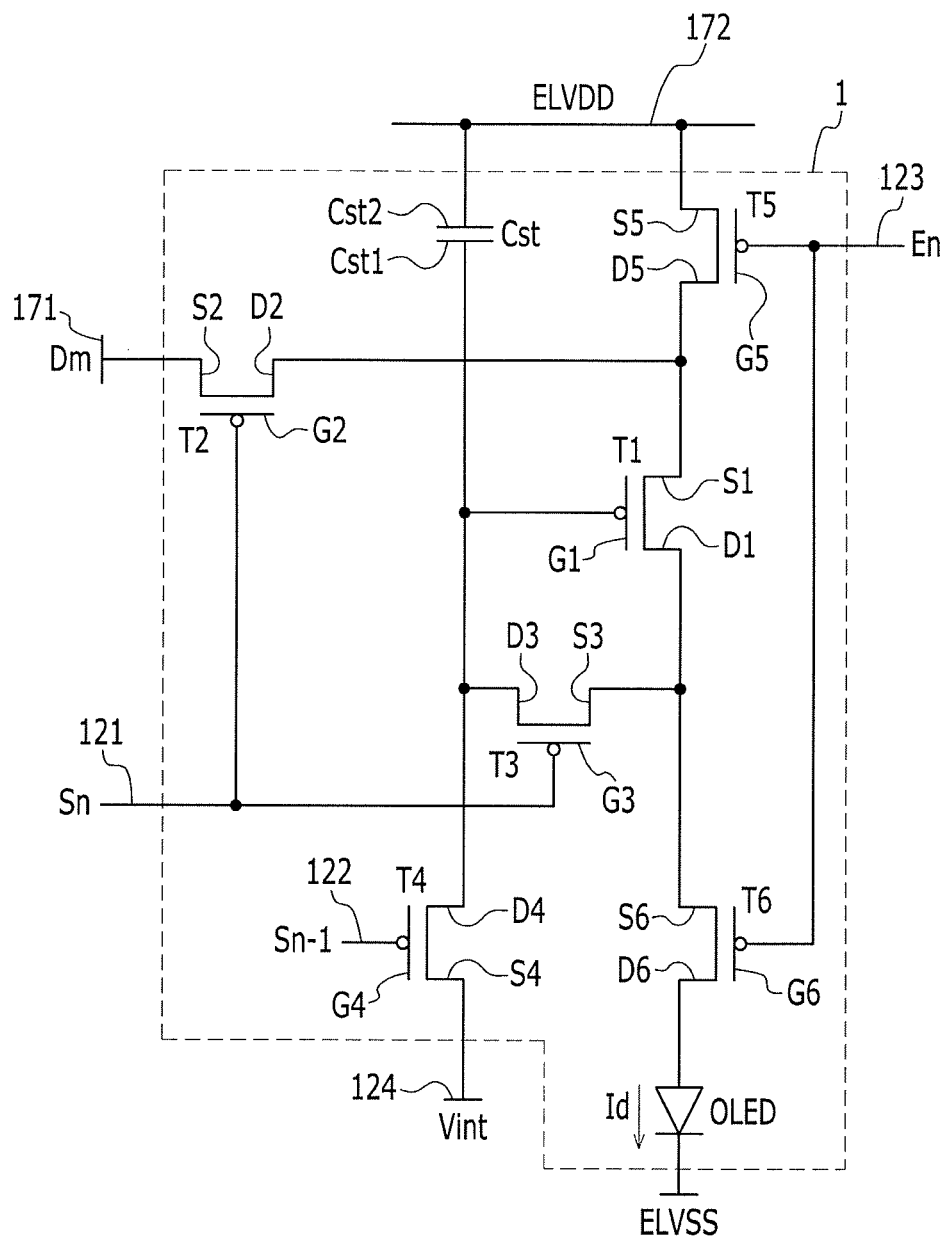 172
ELVDD
1
Cst2
Cst
Cst1
S5
T5
123
En
D5
G5
171
S2
D2
Dm
T2
G2
T1
S1
G1
D1
D3
S3
121
T3
G3
Sn
122
T4
D4
Sn-1
S4
G4
T6
S6
D6
G6
124
Vint
Id
OLED
ELVSS